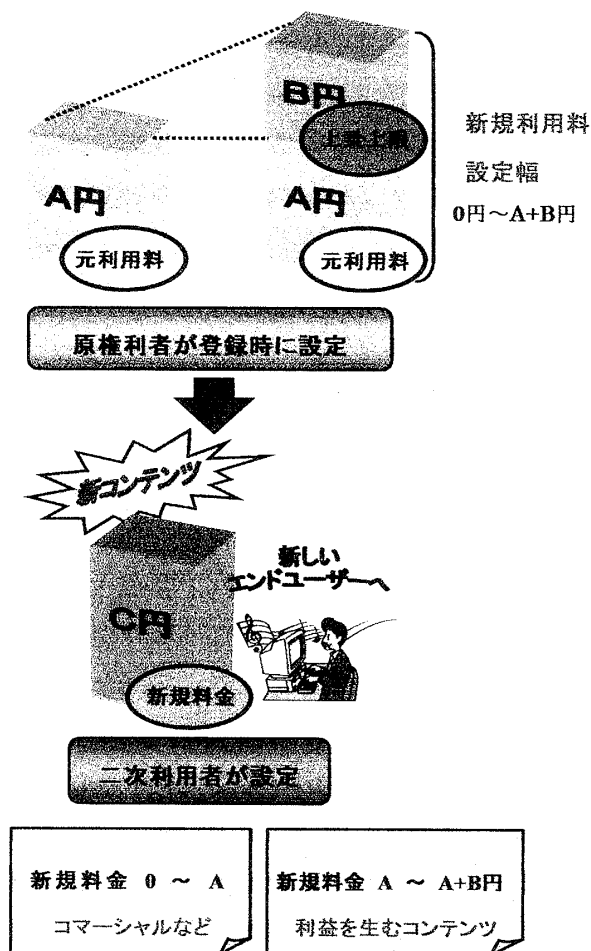 B円
A円
A円
元利用料
元利用料
新規利用料
設定幅
0円～A+B円
原権利者が登録時に設定
新コンテンツ
新しい
エンドユーザーへ
C円
新規料金
二次利用者が設定
新規料金 0 ～ A
コマーシャルなど
新規料金 A ～ A+B円
利益を生むコンテンツ